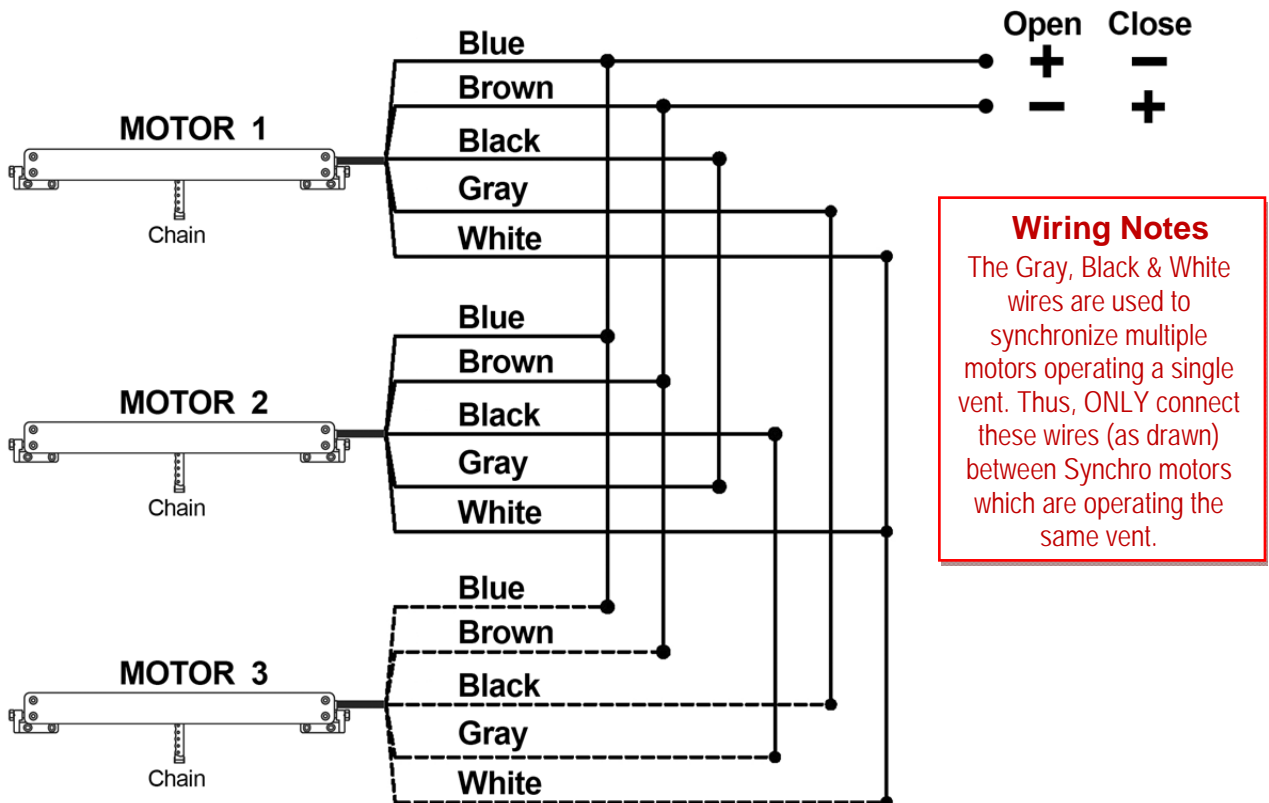 Open Close
Blue + −
Brown − +
MOTOR 1
Black
Gray
Chain
White
Wiring Notes
The Gray, Black & White
wires are used to
synchronize multiple
motors operating a single
vent. Thus, ONLY connect
these wires (as drawn)
between Synchro motors
which are operating the
same vent.
Blue
Brown
MOTOR 2
Black
Gray
Chain
White
Blue
Brown
MOTOR 3
Black
Gray
Chain
White